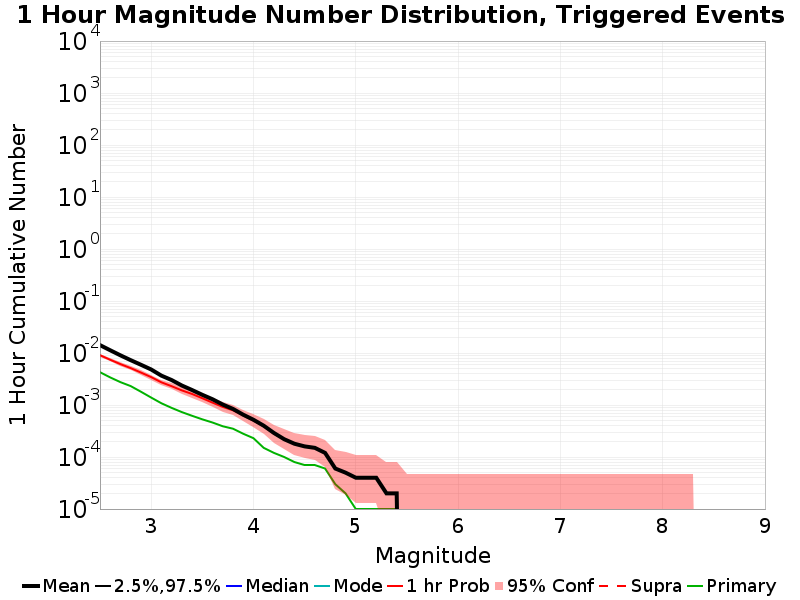 1 Hour Magnitude Number Distribution, Triggered Events
1 Hour Cumulative Number
10^4
10^3
10^2
10^1
10^0
10^-1
10^-2
10^-3
10^-4
10^-5
3 4 5 6 7 8 9
Magnitude
Mean 2.5%,97.5% Median Mode 1 hr Prob 95% Conf Supra Primary